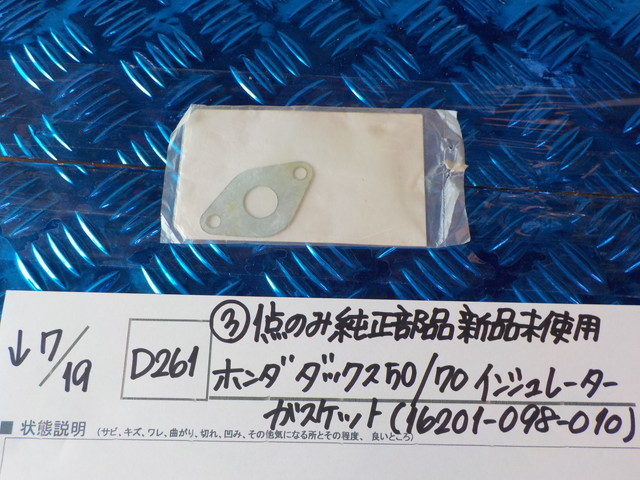 ③1点のみ純正部品新品未使用
↓7/19 D261 ホンダダックス50/70インシュレーター
ガスケット(16201-098-010)
■ 状態説明 (サビ、キズ、ワレ、曲がり、切れ、凹み、その他気になる所とその程度。良いところ)